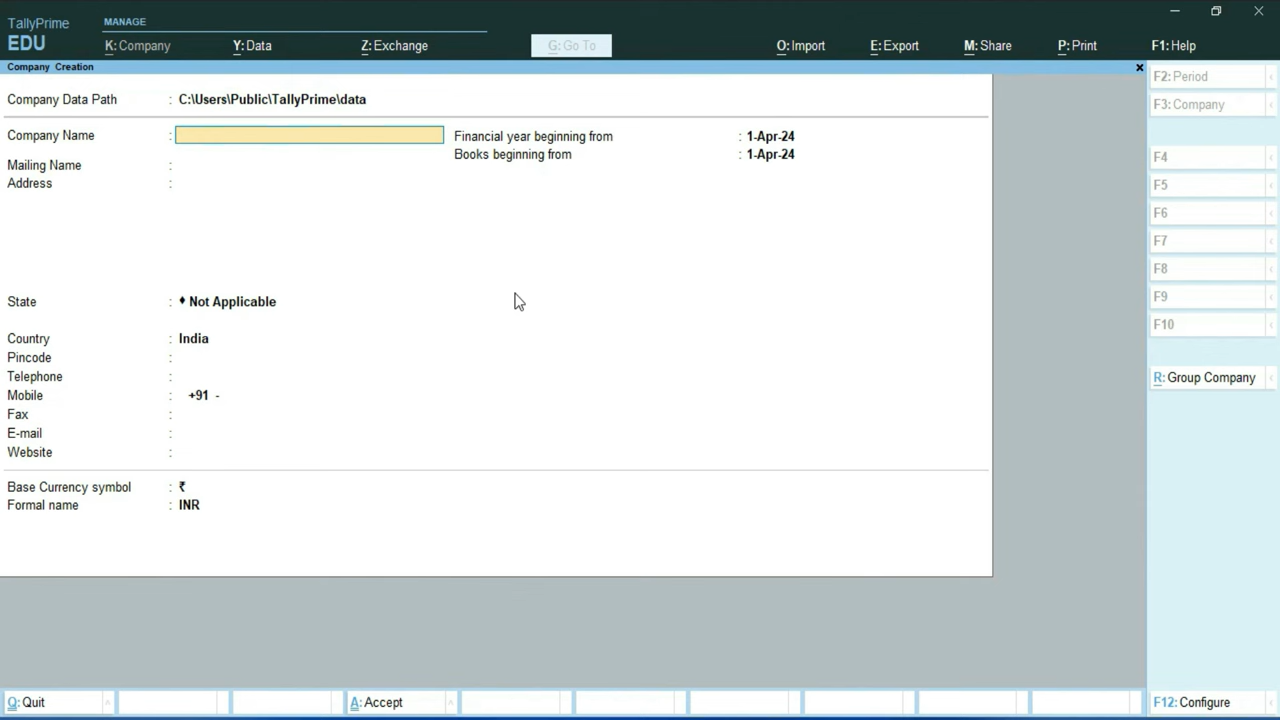 TallyPrime
EDU
MANAGE
K: Company Y: Data Z: Exchange G: Go To O: Import E: Export M: Share P: Print F1: Help
Company Creation x
Company Data Path : C:\Users\Public\TallyPrime\data
Company Name : Financial year beginning from : 1-Apr-24
Books beginning from : 1-Apr-24
Mailing Name :
Address :
State : ♦ Not Applicable
Country : India
Pincode :
Telephone :
Mobile : +91 -
Fax :
E-mail :
Website :
Base Currency symbol : ₹
Formal name : INR
F2: Period
F3: Company
F4
F5
F6
F7
F8
F9
F10
R: Group Company
Q: Quit A: Accept F12: Configure